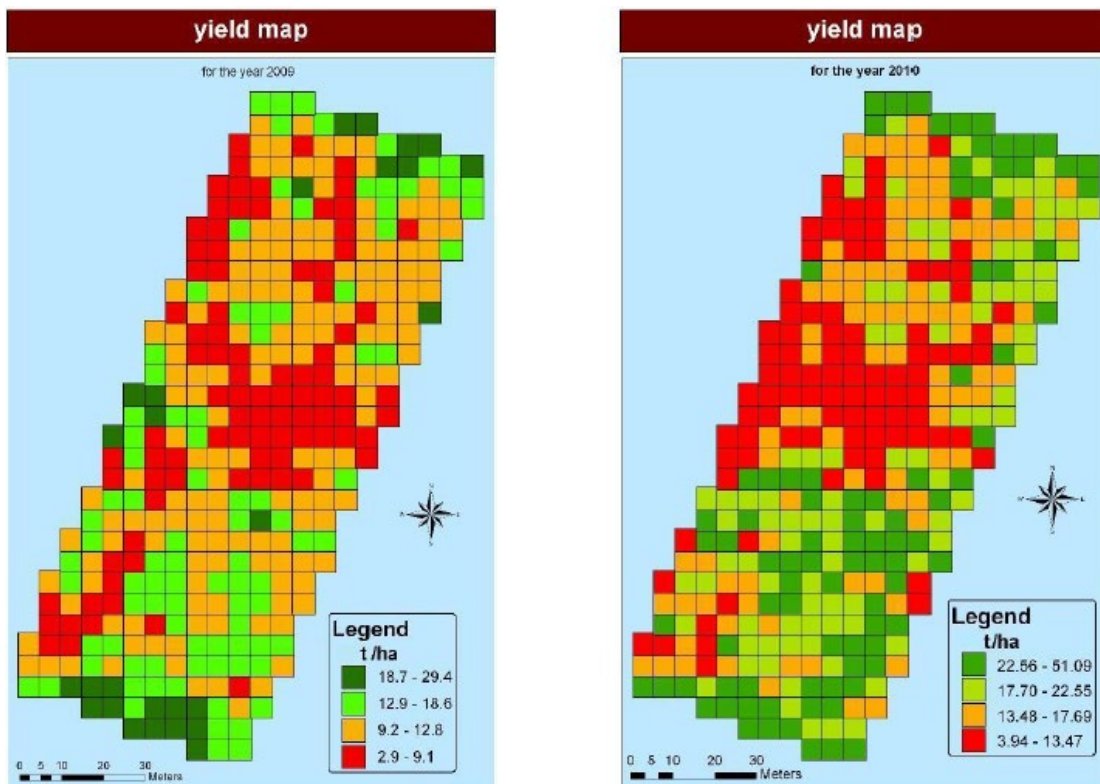 yield map
for the year 2009
Legend
t /ha
18.7 - 29.4
12.9 - 18.6
9.2 - 12.8
2.9 - 9.1
0 5 10 20 30
Meters
yield map
for the year 2010
Legend
t/ha
22.56 - 51.09
17.70 - 22.55
13.48 - 17.69
3.94 - 13.47
0 5 10 20 30
Meters